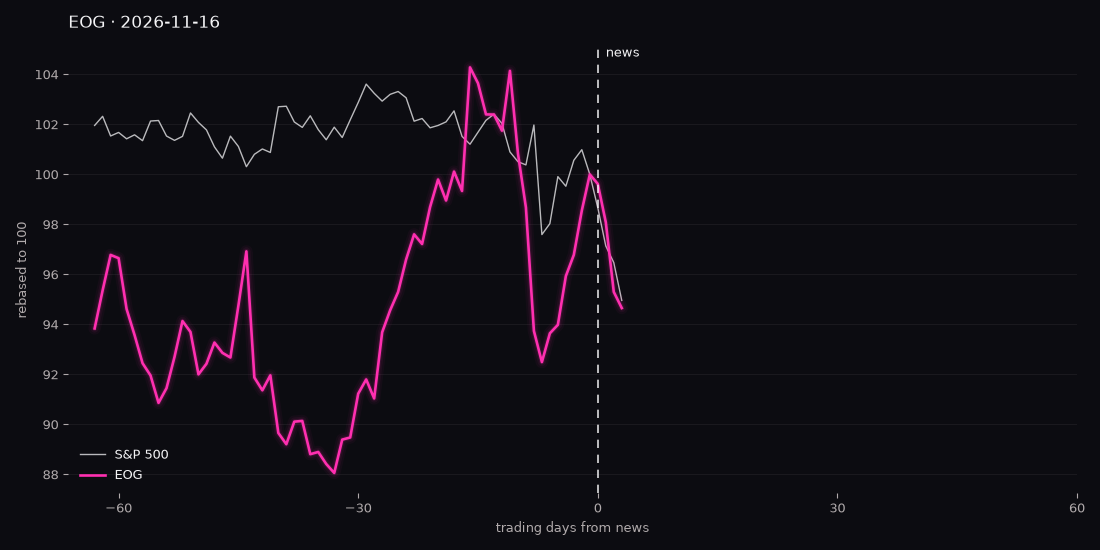 EOG · 2026-11-16
news
104
102
100
98
96
94
92
90
88
rebased to 100
S&P 500
EOG
−60
−30
0
30
60
trading days from news